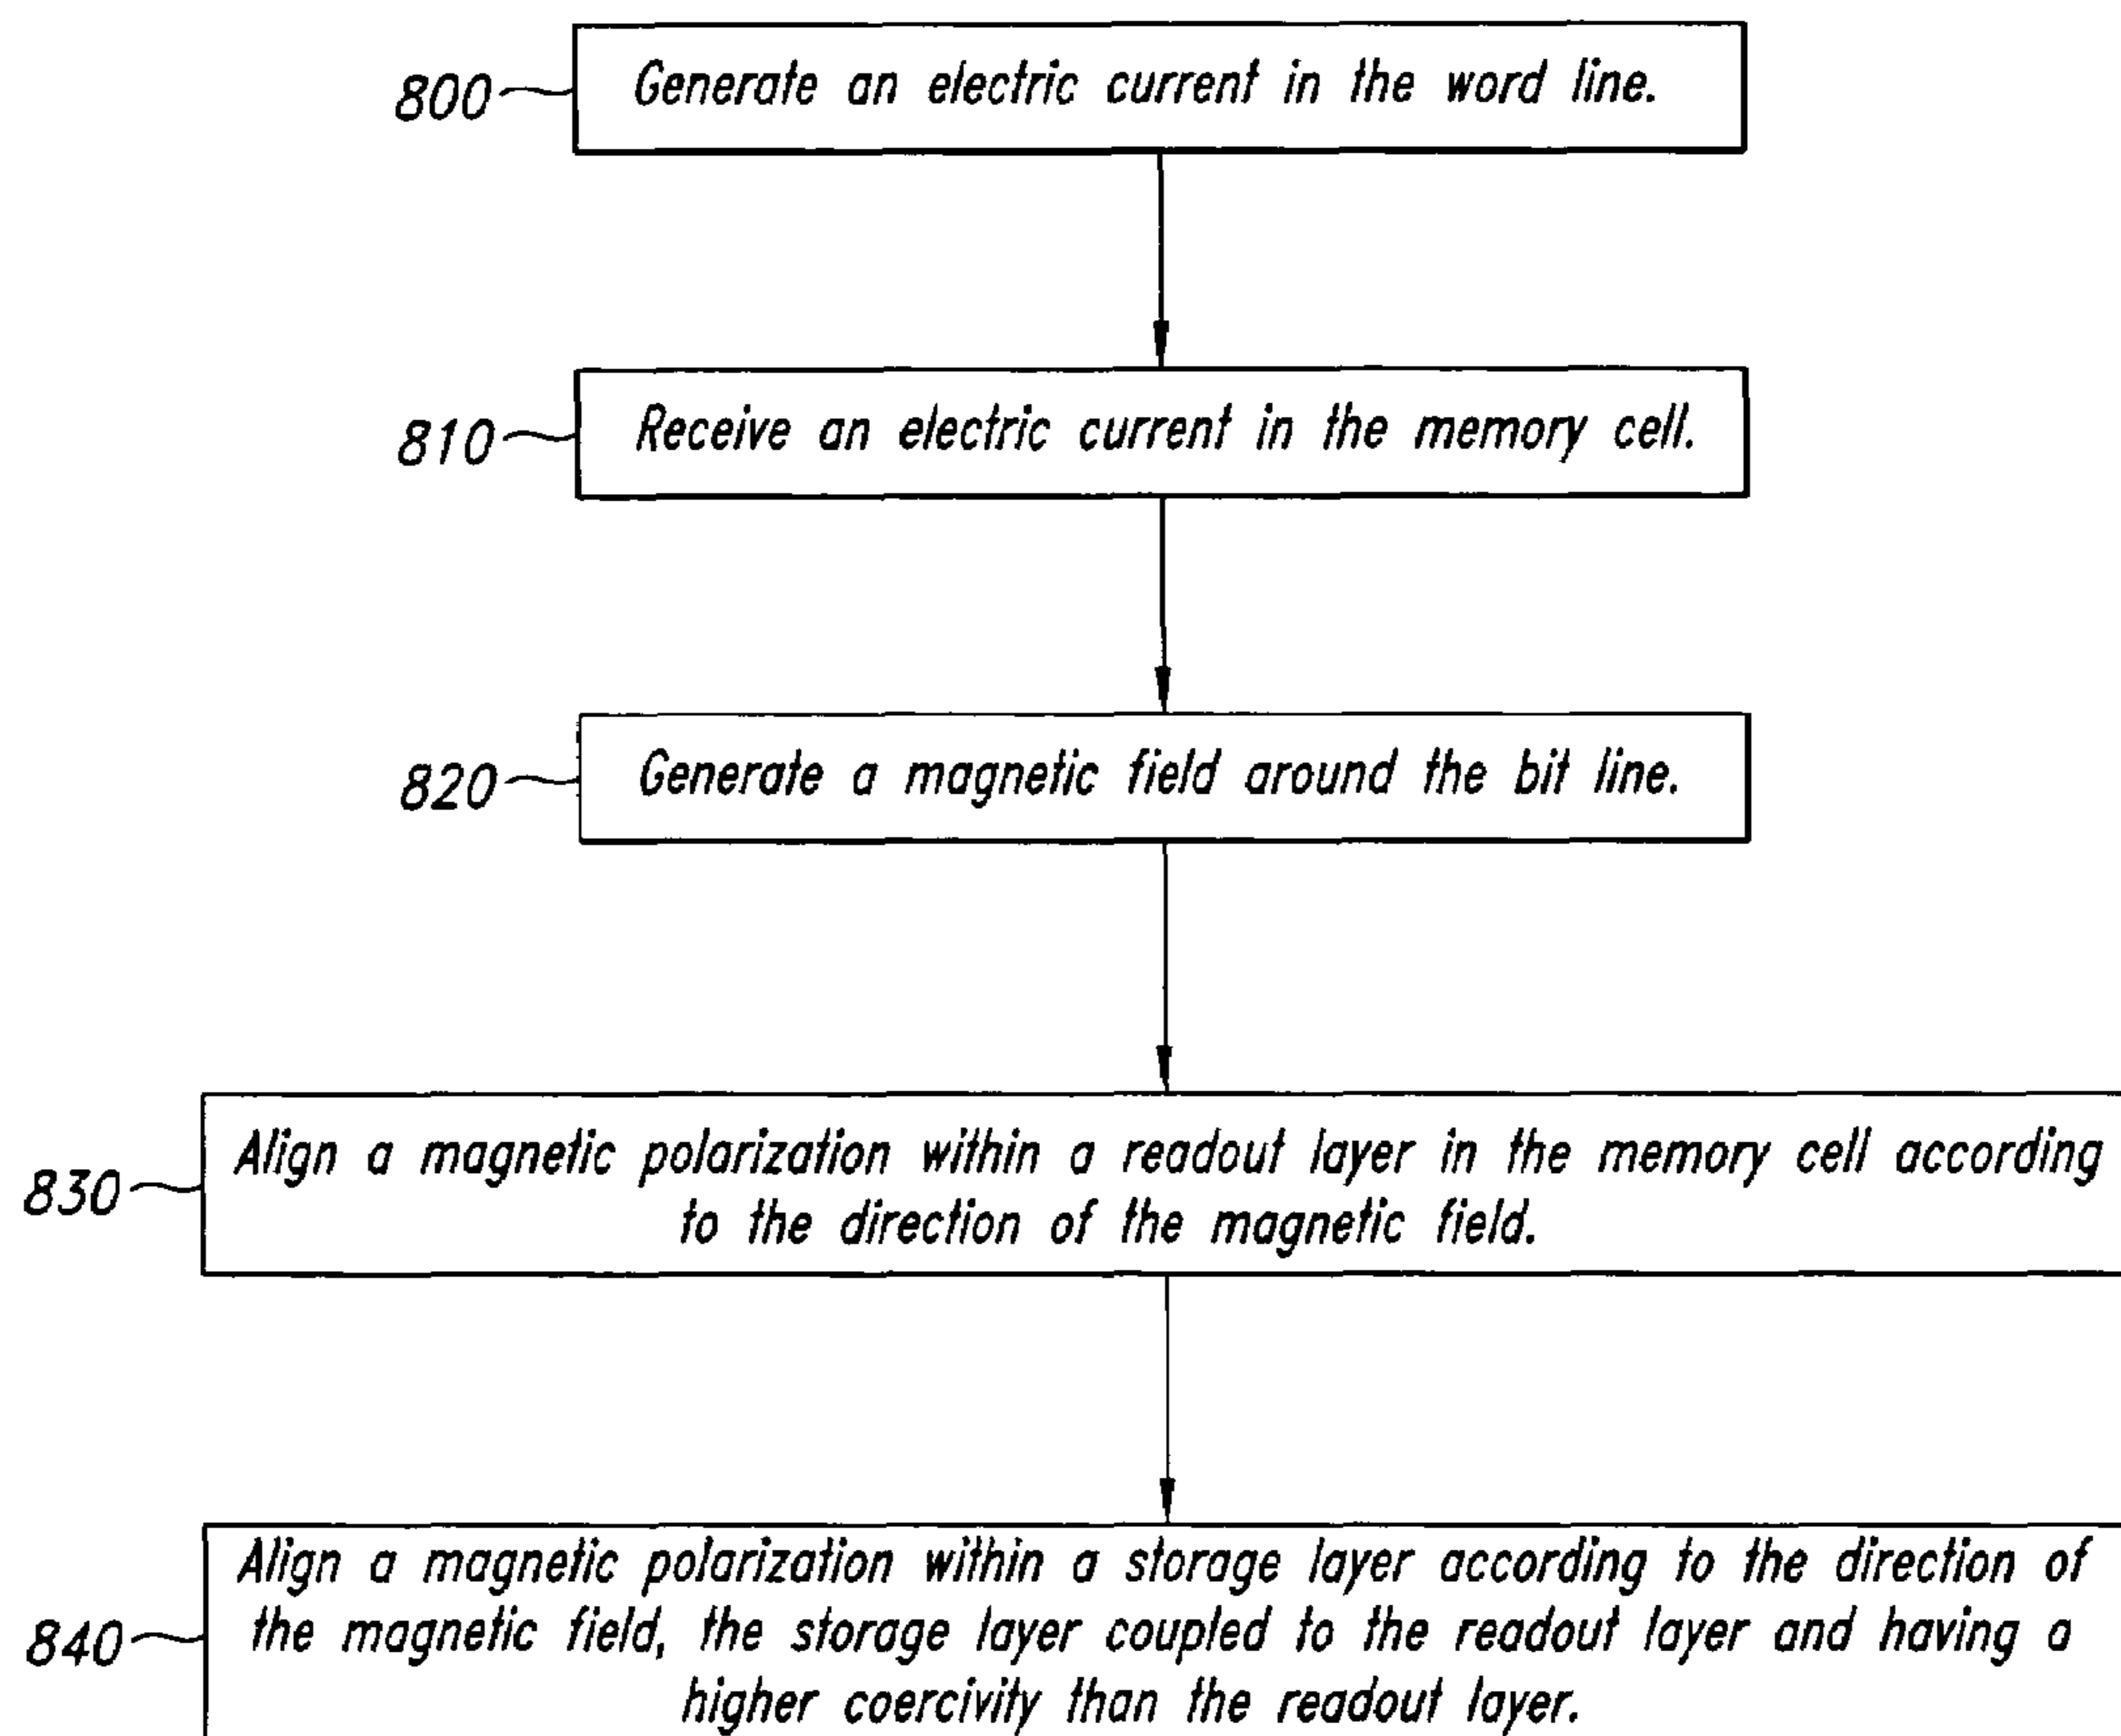 800
Generate an electric current in the word line.
810
Receive an electric current in the memory cell.
820
Generate a magnetic field around the bit line.
830
Align a magnetic polarization within a readout layer in the memory cell according
to the direction of the magnetic field.
840
Align a magnetic polarization within a storage layer according to the direction of
the magnetic field, the storage layer coupled to the readout layer and having a
higher coercivity than the readout layer.